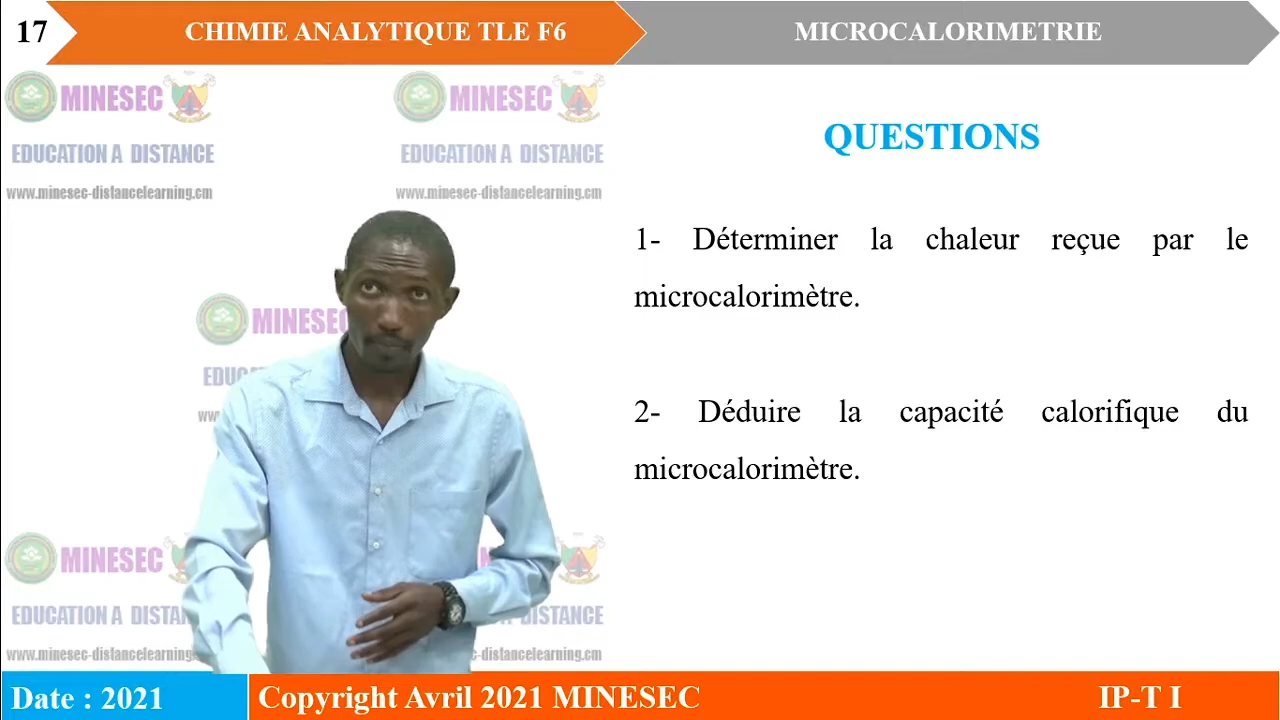 17
CHIMIE ANALYTIQUE TLE F6
MICROCALORIMETRIE
MINESEC
EDUCATION A DISTANCE
www.minesec-distancelearning.cm
MINESEC
EDUCATION A DISTANCE
www.minesec-distancelearning.cm
QUESTIONS
1- Déterminer la chaleur reçue par le
microcalorimètre.
MINESEC
2- Déduire la capacité calorifique du
microcalorimètre.
MINESEC
EDUCATION A
DISTANCE
www.minesec-distancelearning
-distancelearning.cm
Date : 2021
Copyright Avril 2021 MINESEC
IP-T I